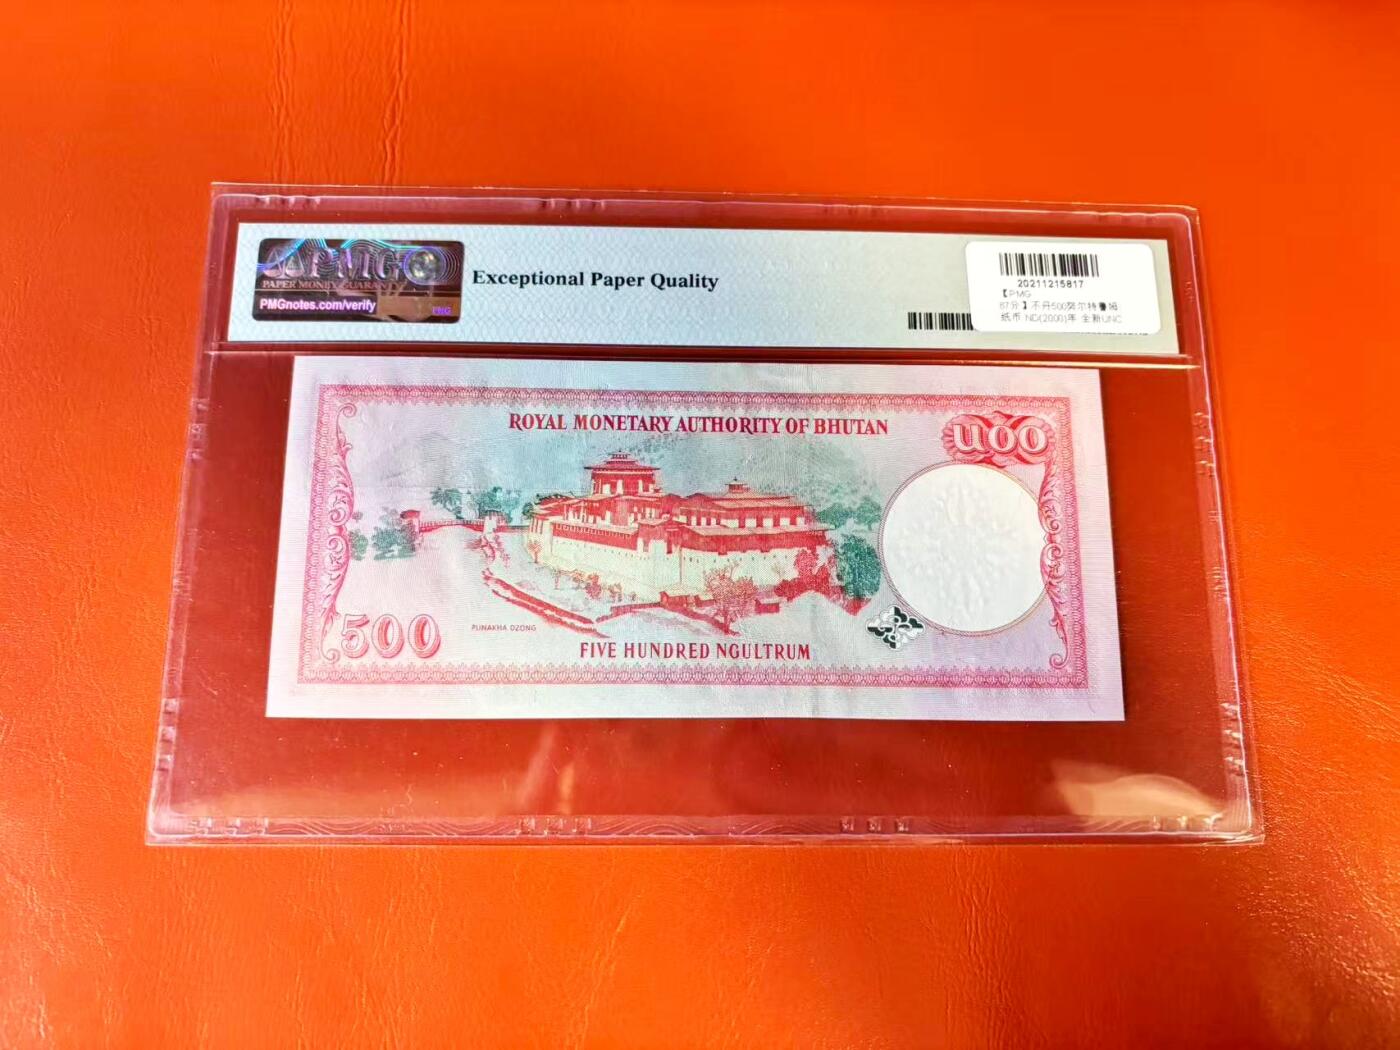 PMG
PAPER MONEY GUARANTY
PMGnotes.com/verify
PMG
Exceptional Paper Quality
20211215817
【PMG
67分】不丹500努尔特鲁姆
纸币 ND(2000)年 全新UNC
ROYAL MONETARY AUTHORITY OF BHUTAN
༥༠༠
500
PUNAKHA DZONG
FIVE HUNDRED NGULTRUM